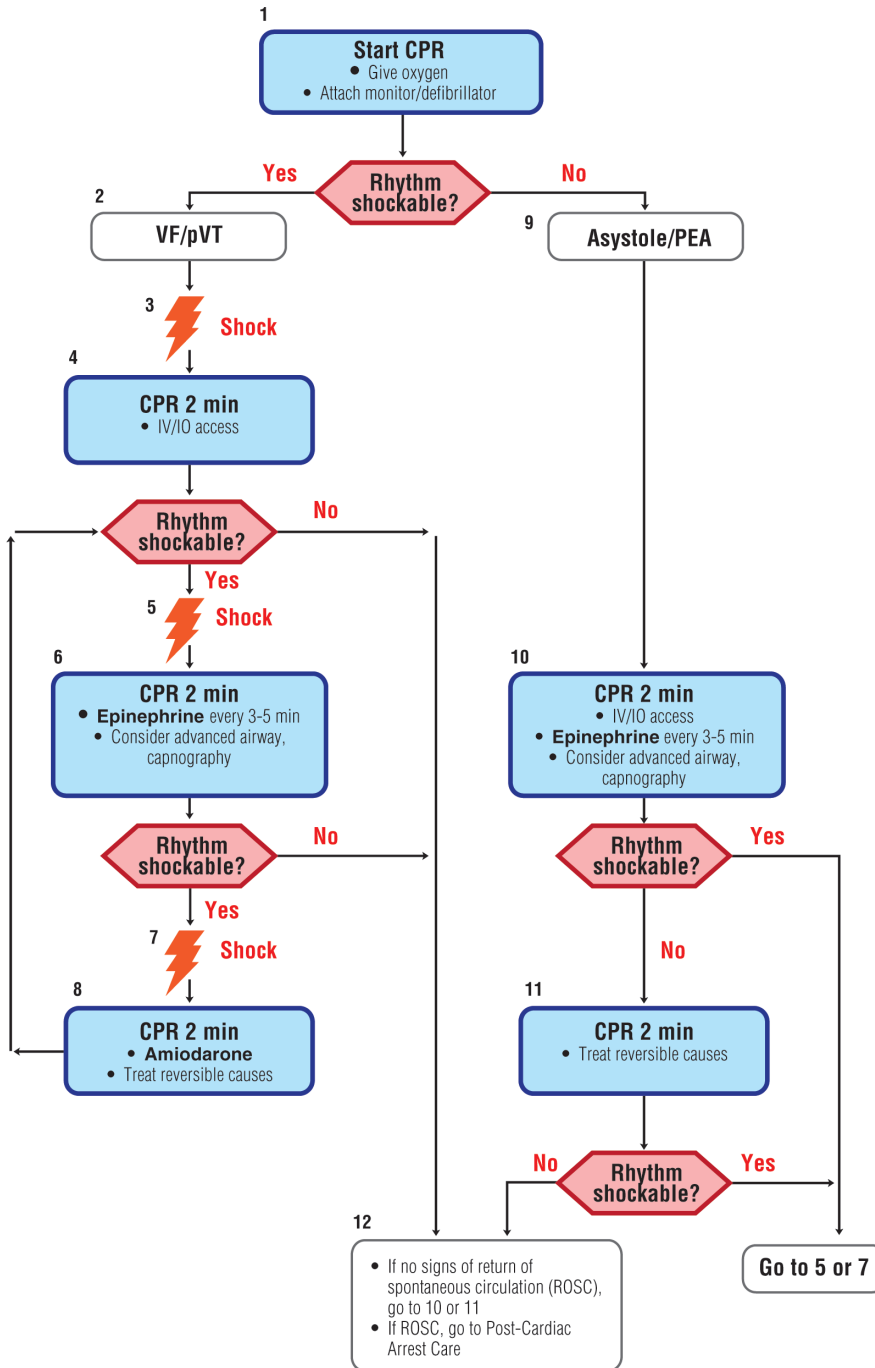 1
Start CPR
• Give oxygen
• Attach monitor/defibrillator
Yes
Rhythm
shockable?
No
2
VF/pVT
9
Asystole/PEA
3
Shock
4
CPR 2 min
• IV/IO access
Rhythm
shockable?
No
Yes
5
Shock
6
CPR 2 min
• Epinephrine every 3-5 min
• Consider advanced airway,
capnography
10
CPR 2 min
• IV/IO access
• Epinephrine every 3-5 min
• Consider advanced airway,
capnography
Rhythm
shockable?
No
Yes
Rhythm
shockable?
Yes
No
7
Shock
8
CPR 2 min
• Amiodarone
• Treat reversible causes
11
CPR 2 min
• Treat reversible causes
No
Rhythm
shockable?
Yes
12
• If no signs of return of
spontaneous circulation (ROSC),
go to 10 or 11
• If ROSC, go to Post-Cardiac
Arrest Care
Go to 5 or 7